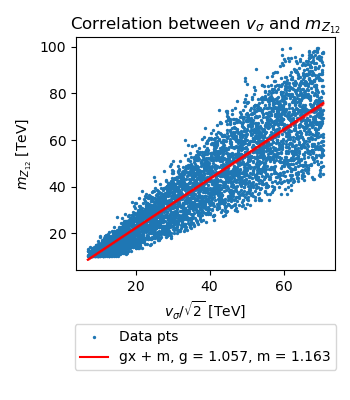 Correlation between $v_\sigma$ and $m_{Z_{12}}$
100
80
60
40
20
$m_{Z_{12}}$ [TeV]
20 40 60
$v_\sigma/\sqrt{2}$ [TeV]
Data pts
gx + m, g = 1.057, m = 1.163